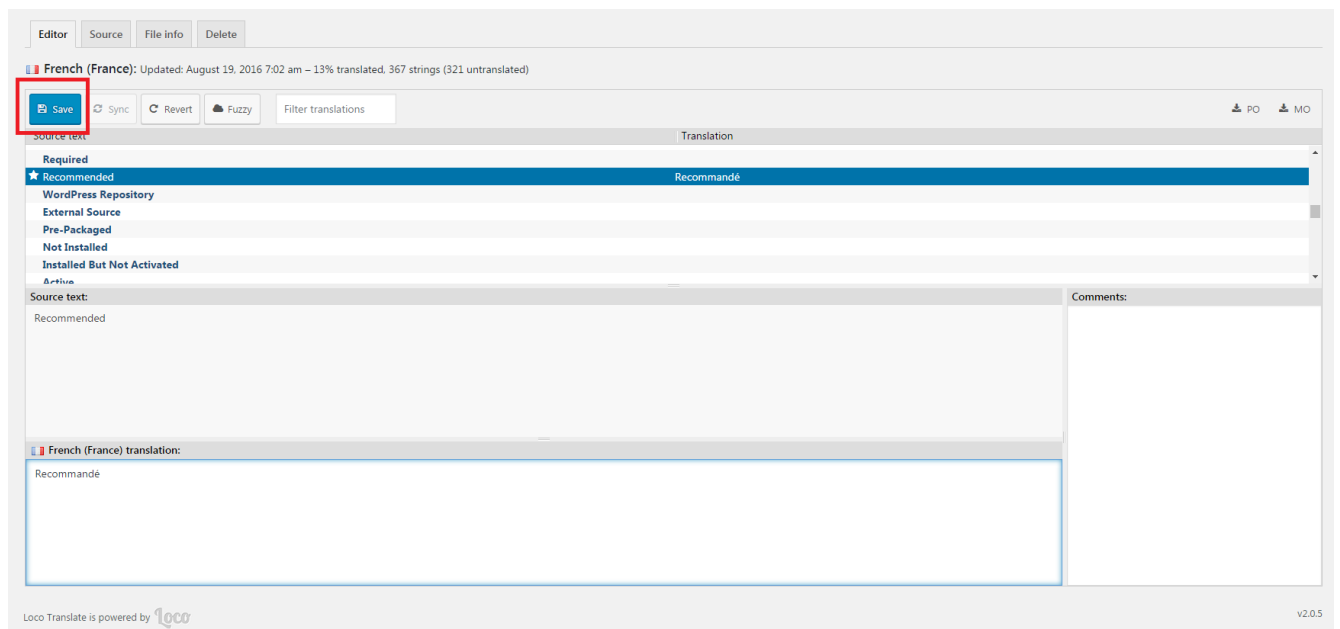 Editor Source File info Delete
French (France): Updated: August 19, 2016 7:02 am – 13% translated, 367 strings (321 untranslated)
Save Sync Revert Fuzzy Filter translations PO MO
Source text Translation
Required
Recommended Recommandé
WordPress Repository
External Source
Pre-Packaged
Not Installed
Installed But Not Activated
Active
Source text: Comments:
Recommended
French (France) translation:
Recommandé
Loco Translate is powered by Loco v2.0.5